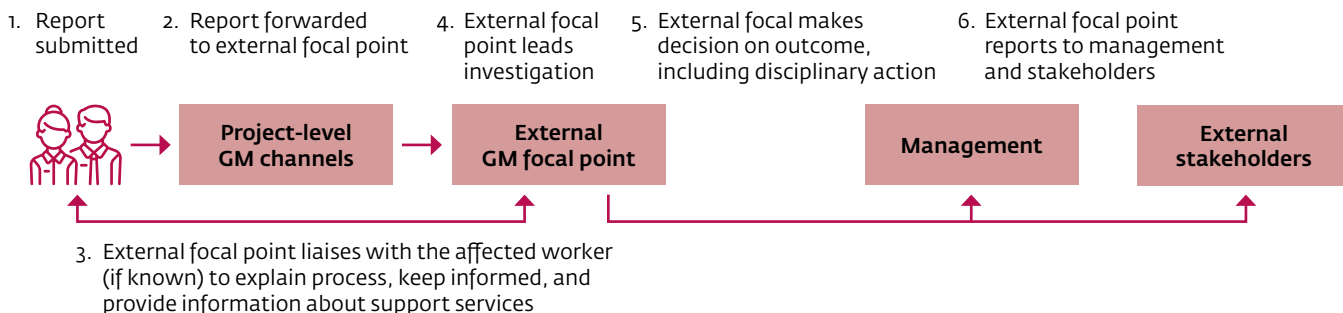 1. Report
submitted
2. Report forwarded
to external focal point
4. External focal
point leads
investigation
5. External focal makes
decision on outcome,
including disciplinary action
6. External focal point
reports to management
and stakeholders
Project-level
GM channels
External
GM focal point
Management
External
stakeholders
3. External focal point liaises with the affected worker
(if known) to explain process, keep informed, and
provide information about support services